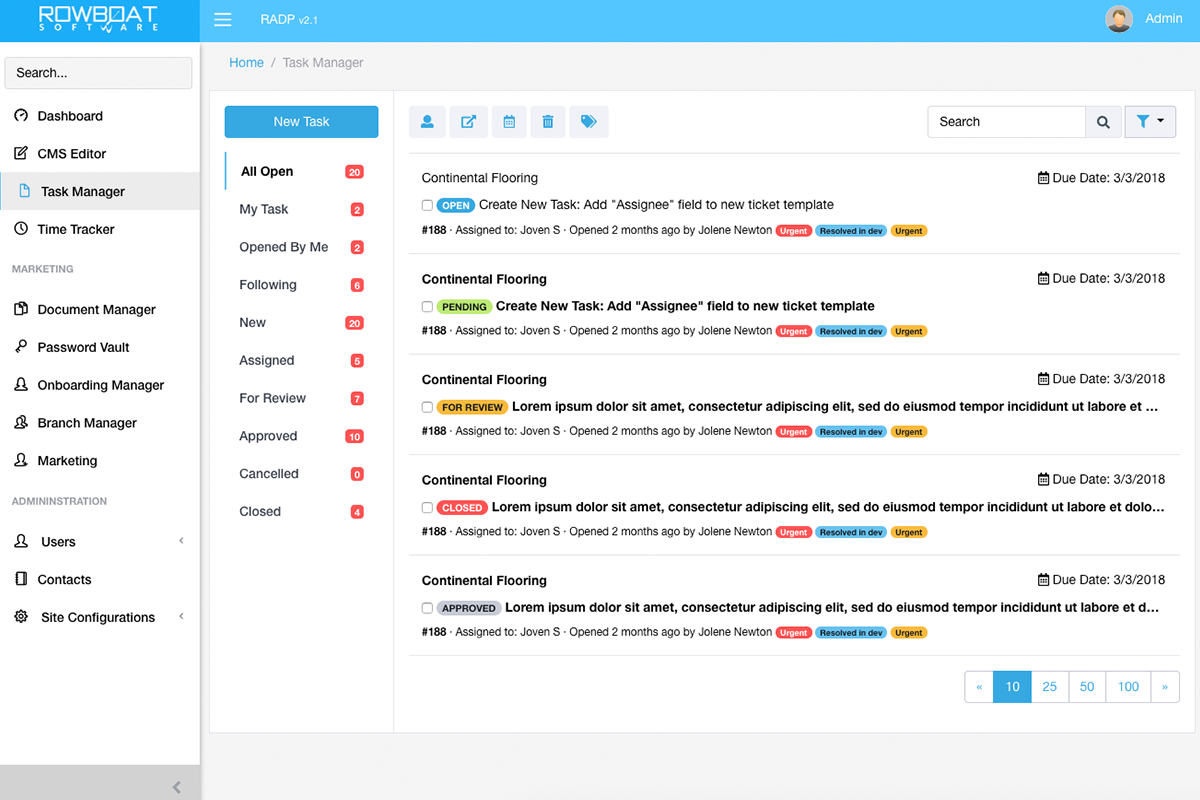 ROWBOAT
SOFTWARE
RADP v2.1
Admin
Search...
Dashboard
CMS Editor
Task Manager
Time Tracker
MARKETING
Document Manager
Password Vault
Onboarding Manager
Branch Manager
Marketing
ADMININSTRATION
Users
Contacts
Site Configurations
Home / Task Manager
New Task
All Open 20
My Task 2
Opened By Me 2
Following 6
New 20
Assigned 5
For Review 7
Approved 10
Cancelled 0
Closed 4
Search
Continental Flooring Due Date: 3/3/2018
OPEN Create New Task: Add "Assignee" field to new ticket template
#188 · Assigned to: Joven S · Opened 2 months ago by Jolene Newton Urgent Resolved in dev Urgent
Continental Flooring Due Date: 3/3/2018
PENDING Create New Task: Add "Assignee" field to new ticket template
#188 · Assigned to: Joven S · Opened 2 months ago by Jolene Newton Urgent Resolved in dev Urgent
Continental Flooring Due Date: 3/3/2018
FOR REVIEW Lorem ipsum dolor sit amet, consectetur adipiscing elit, sed do eiusmod tempor incididunt ut labore et ...
#188 · Assigned to: Joven S · Opened 2 months ago by Jolene Newton Urgent Resolved in dev Urgent
Continental Flooring Due Date: 3/3/2018
CLOSED Lorem ipsum dolor sit amet, consectetur adipiscing elit, sed do eiusmod tempor incididunt ut labore et dolo...
#188 · Assigned to: Joven S · Opened 2 months ago by Jolene Newton Urgent Resolved in dev Urgent
Continental Flooring Due Date: 3/3/2018
APPROVED Lorem ipsum dolor sit amet, consectetur adipiscing elit, sed do eiusmod tempor incididunt ut labore et d...
#188 · Assigned to: Joven S · Opened 2 months ago by Jolene Newton Urgent Resolved in dev Urgent
« 10 25 50 100 »